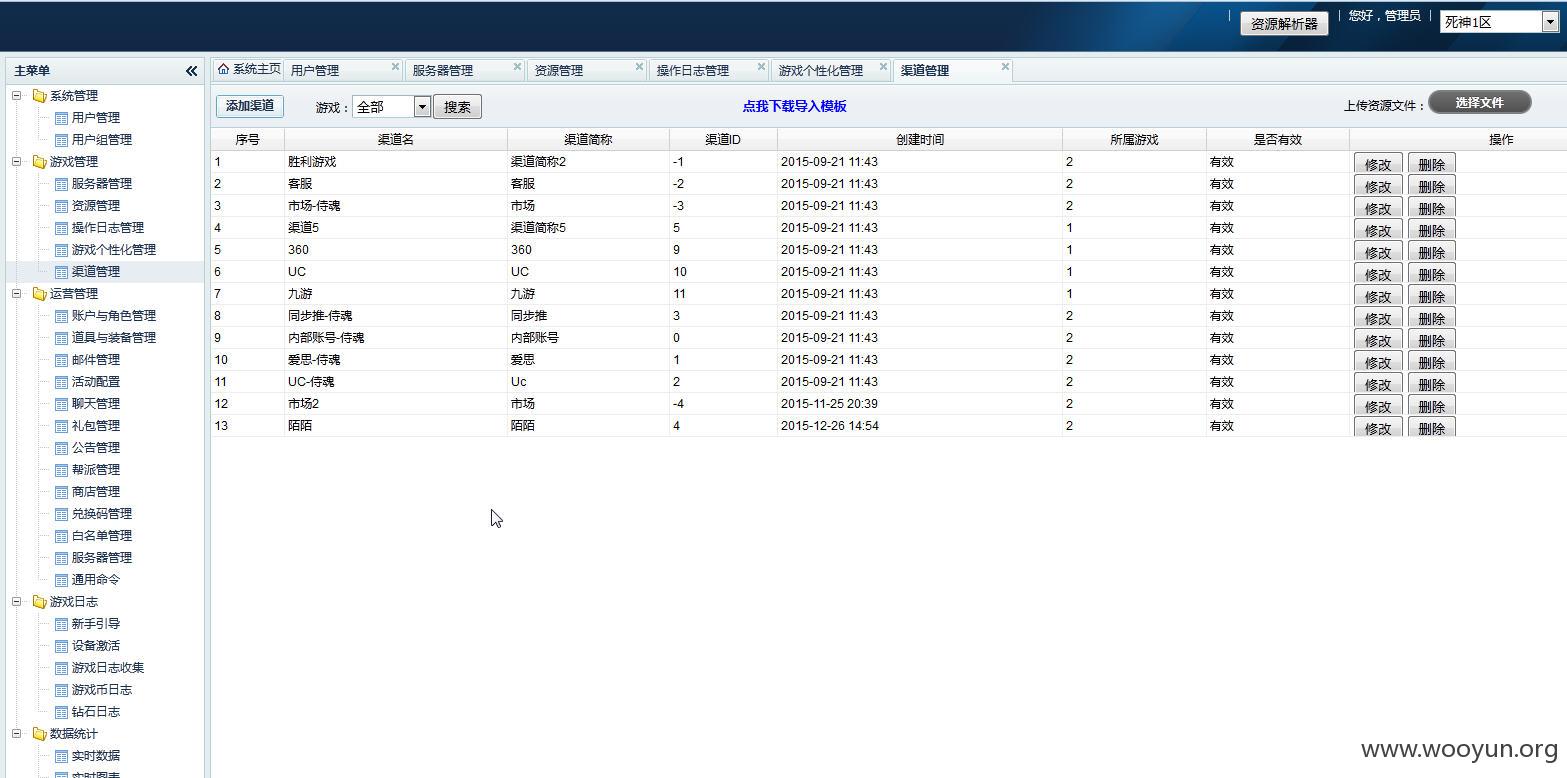 资源解析器 您好，管理员 死神1区
主菜单
系统管理
用户管理
用户组管理
游戏管理
服务器管理
资源管理
操作日志管理
游戏个性化管理
渠道管理
运营管理
账户与角色管理
道具与装备管理
邮件管理
活动配置
聊天管理
礼包管理
公告管理
帮派管理
商店管理
兑换码管理
白名单管理
服务器管理
通用命令
游戏日志
新手引导
设备激活
游戏日志收集
游戏币日志
钻石日志
数据统计
实时数据
实时图表
系统主页 用户管理 服务器管理 资源管理 操作日志管理 游戏个性化管理 渠道管理
添加渠道 游戏：全部 搜索 点我下载导入模板 上传资源文件： 选择文件
序号 渠道名 渠道简称 渠道ID 创建时间 所属游戏 是否有效 操作
1 胜利游戏 渠道简称2 -1 2015-09-21 11:43 2 有效 修改 删除
2 客服 客服 -2 2015-09-21 11:43 2 有效 修改 删除
3 市场-侍魂 市场 -3 2015-09-21 11:43 2 有效 修改 删除
4 渠道5 渠道简称5 5 2015-09-21 11:43 1 有效 修改 删除
5 360 360 9 2015-09-21 11:43 1 有效 修改 删除
6 UC UC 10 2015-09-21 11:43 1 有效 修改 删除
7 九游 九游 11 2015-09-21 11:43 1 有效 修改 删除
8 同步推-侍魂 同步推 3 2015-09-21 11:43 2 有效 修改 删除
9 内部账号-侍魂 内部账号 0 2015-09-21 11:43 2 有效 修改 删除
10 爱思-侍魂 爱思 1 2015-09-21 11:43 2 有效 修改 删除
11 UC-侍魂 Uc 2 2015-09-21 11:43 2 有效 修改 删除
12 市场2 市场 -4 2015-11-25 20:39 2 有效 修改 删除
13 陌陌 陌陌 4 2015-12-26 14:54 2 有效 修改 删除
www.wooyun.org